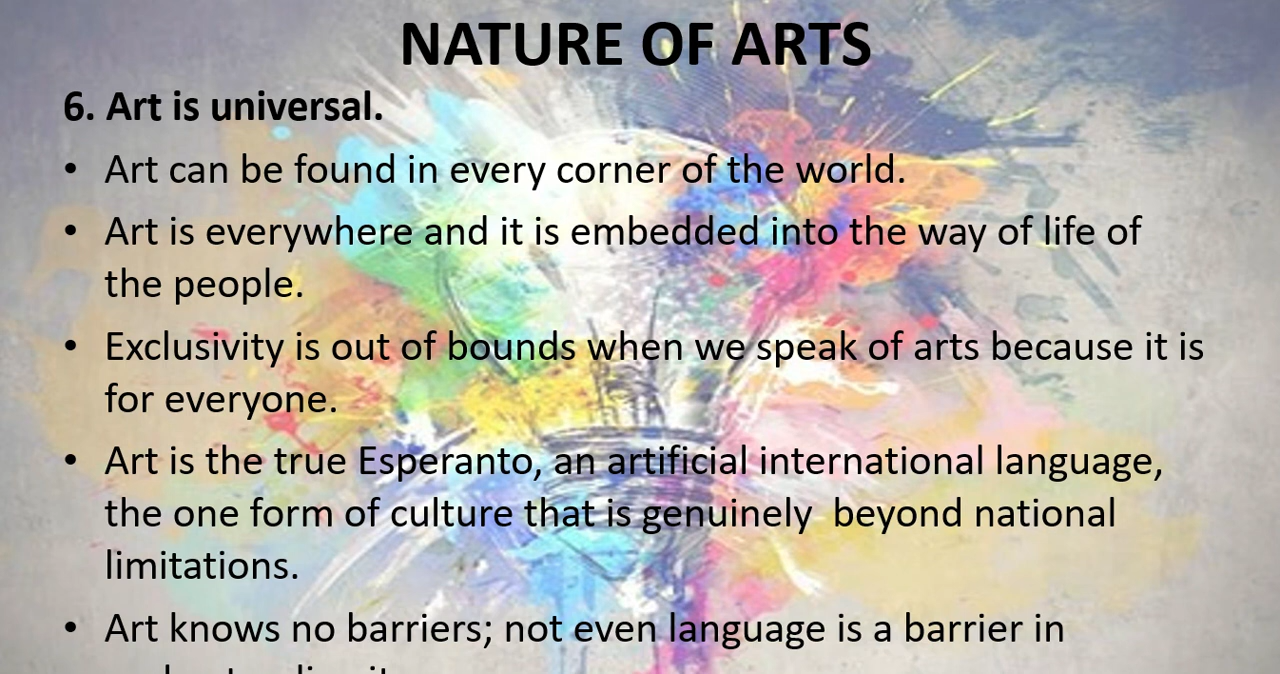 NATURE OF ARTS
6. Art is universal.
• Art can be found in every corner of the world.
• Art is everywhere and it is embedded into the way of life of
the people.
• Exclusivity is out of bounds when we speak of arts because it is
for everyone.
• Art is the true Esperanto, an artificial international language,
the one form of culture that is genuinely  beyond national
limitations.
• Art knows no barriers; not even language is a barrier in